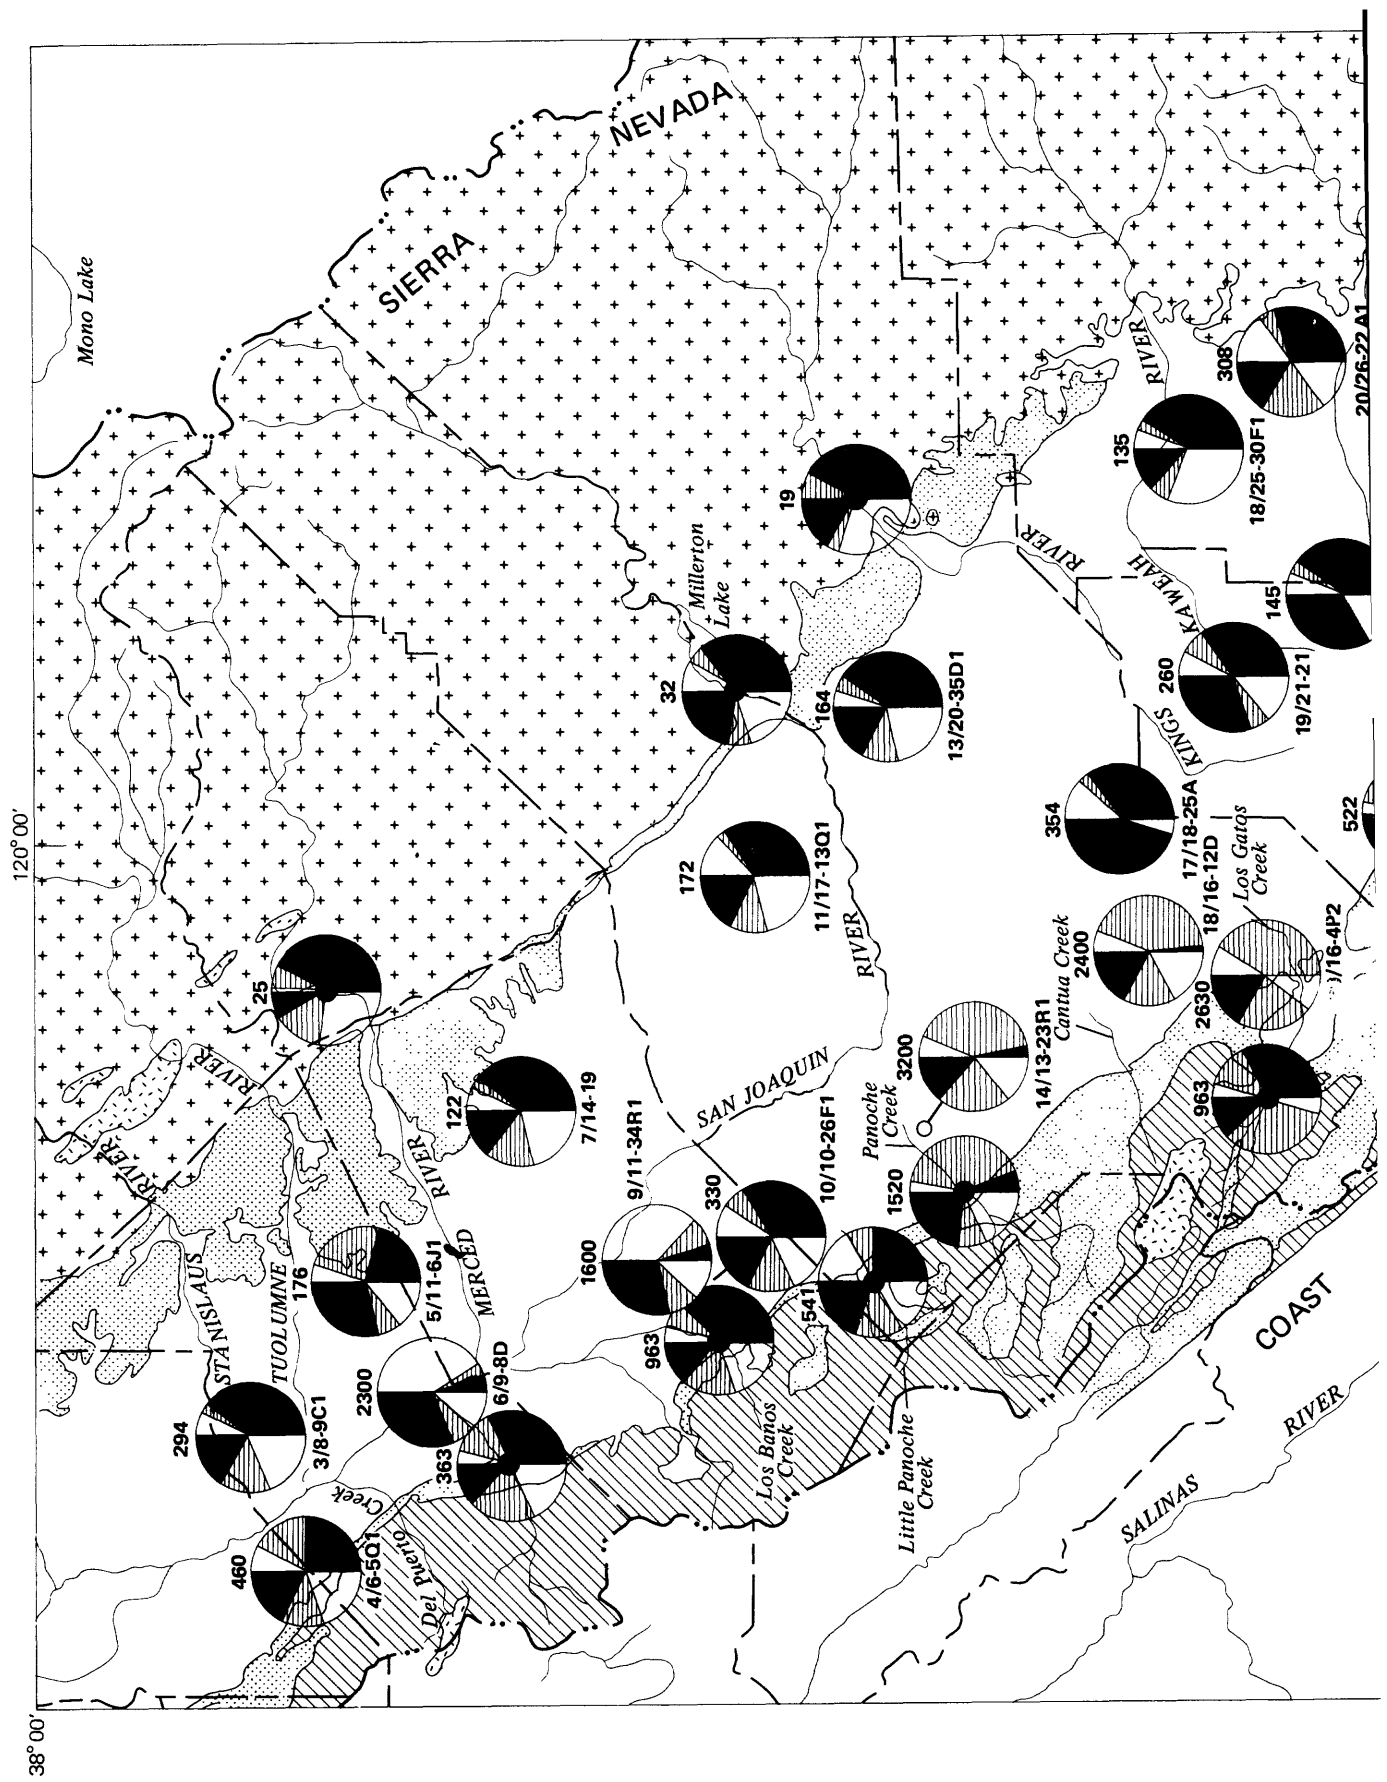 38°00'
120°00'
Mono Lake
SIERRA
NEVADA
Millerton
Lake
STANISLAUS
RIVER
TUOLUMNE
RIVER
MERCED
RIVER
SAN JOAQUIN
RIVER
KINGS
RIVER
KAWEAH
RIVER
SALINAS
RIVER
COAST
Del Puerto
Creek
Los Banos
Creek
Little Panoche
Creek
Panoche
Creek
Cantua Creek
Los Gatos
Creek
460
4/6-5Q1
294
3/8-9C1
2300
6/9-8D
363
176
5/11-6J1
25
122
7/14-19
1600
9/11-34R1
963
330
10/10-26F1
541
172
11/17-13Q1
32
164
13/20-35D1
19
1520
3200
14/13-23R1
2400
18/16-12D
354
17/18-25A
2630
/16-4P2
963
260
19/21-21
145
135
18/25-30F1
308
20/26-22A1
522